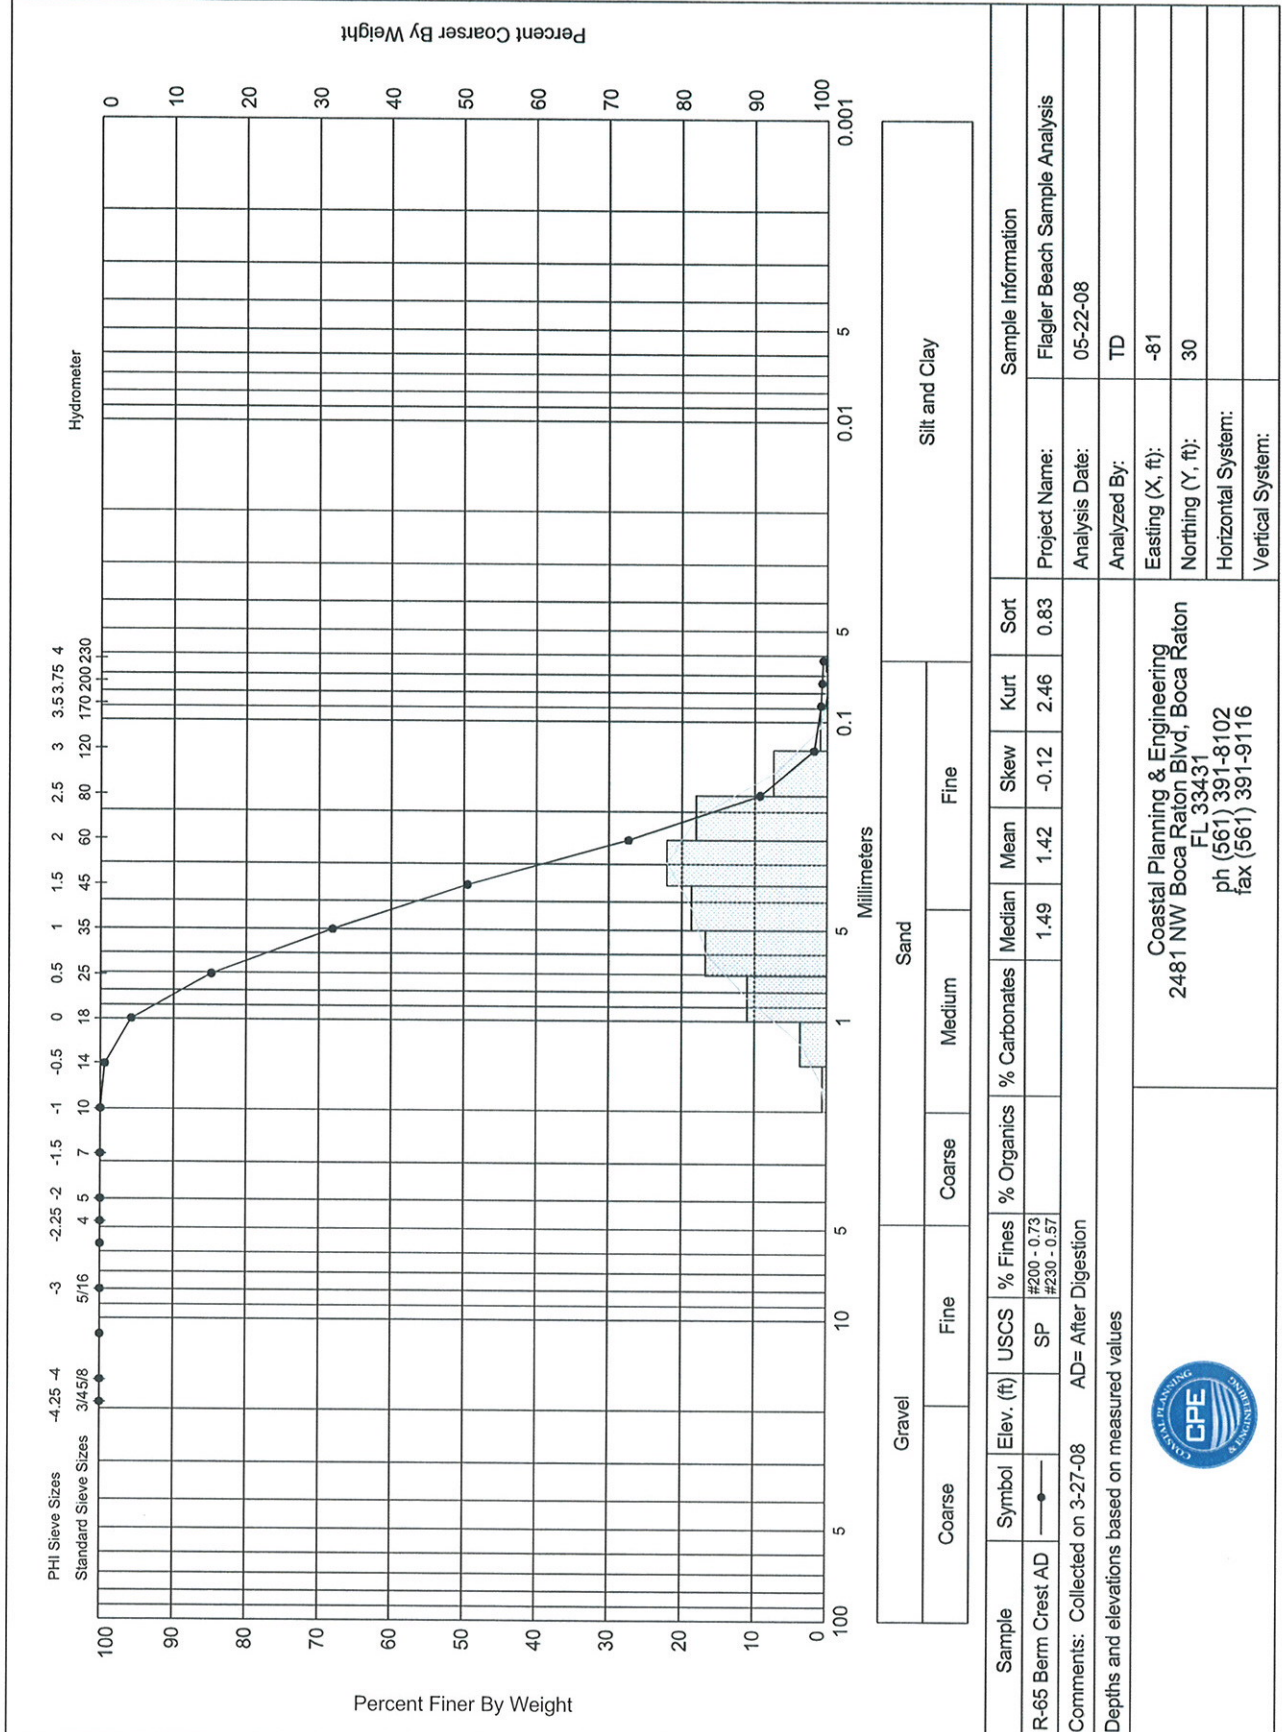 PHI Sieve Sizes -4.25 -4 -3 -2.25 -2 -1.5 -1 -0.5 0 0.5 1 1.5 2 2.5 3 3.5 3.75 4
Standard Sieve Sizes 3/4 5/8 5/16 4 5 7 10 14 18 25 35 45 60 80 120 170 200 230 Hydrometer
Percent Finer By Weight
100
90
80
70
60
50
40
30
20
10
0
Percent Coarser By Weight
0
10
20
30
40
50
60
70
80
90
100
100 5 10 5 1 5 0.1 5 0.01 5 0.001
Millimeters
Gravel Sand Silt and Clay
Coarse Fine Coarse Medium Fine
Sample Symbol Elev. (ft) USCS % Fines % Organics % Carbonates Median Mean Skew Kurt Sort Sample Information
R-65 Berm Crest AD SP #200 - 0.73 #230 - 0.57 1.49 1.42 -0.12 2.46 0.83
Project Name: Flagler Beach Sample Analysis
Comments: Collected on 3-27-08 AD= After Digestion
Analysis Date: 05-22-08
Depths and elevations based on measured values
Analyzed By: TD
Easting (X, ft): -81
Northing (Y, ft): 30
Horizontal System:
Vertical System:
COASTAL PLANNING
CPE
& ENGINEERING
Coastal Planning & Engineering
2481 NW Boca Raton Blvd, Boca Raton
FL 33431
ph (561) 391-8102
fax (561) 391-9116